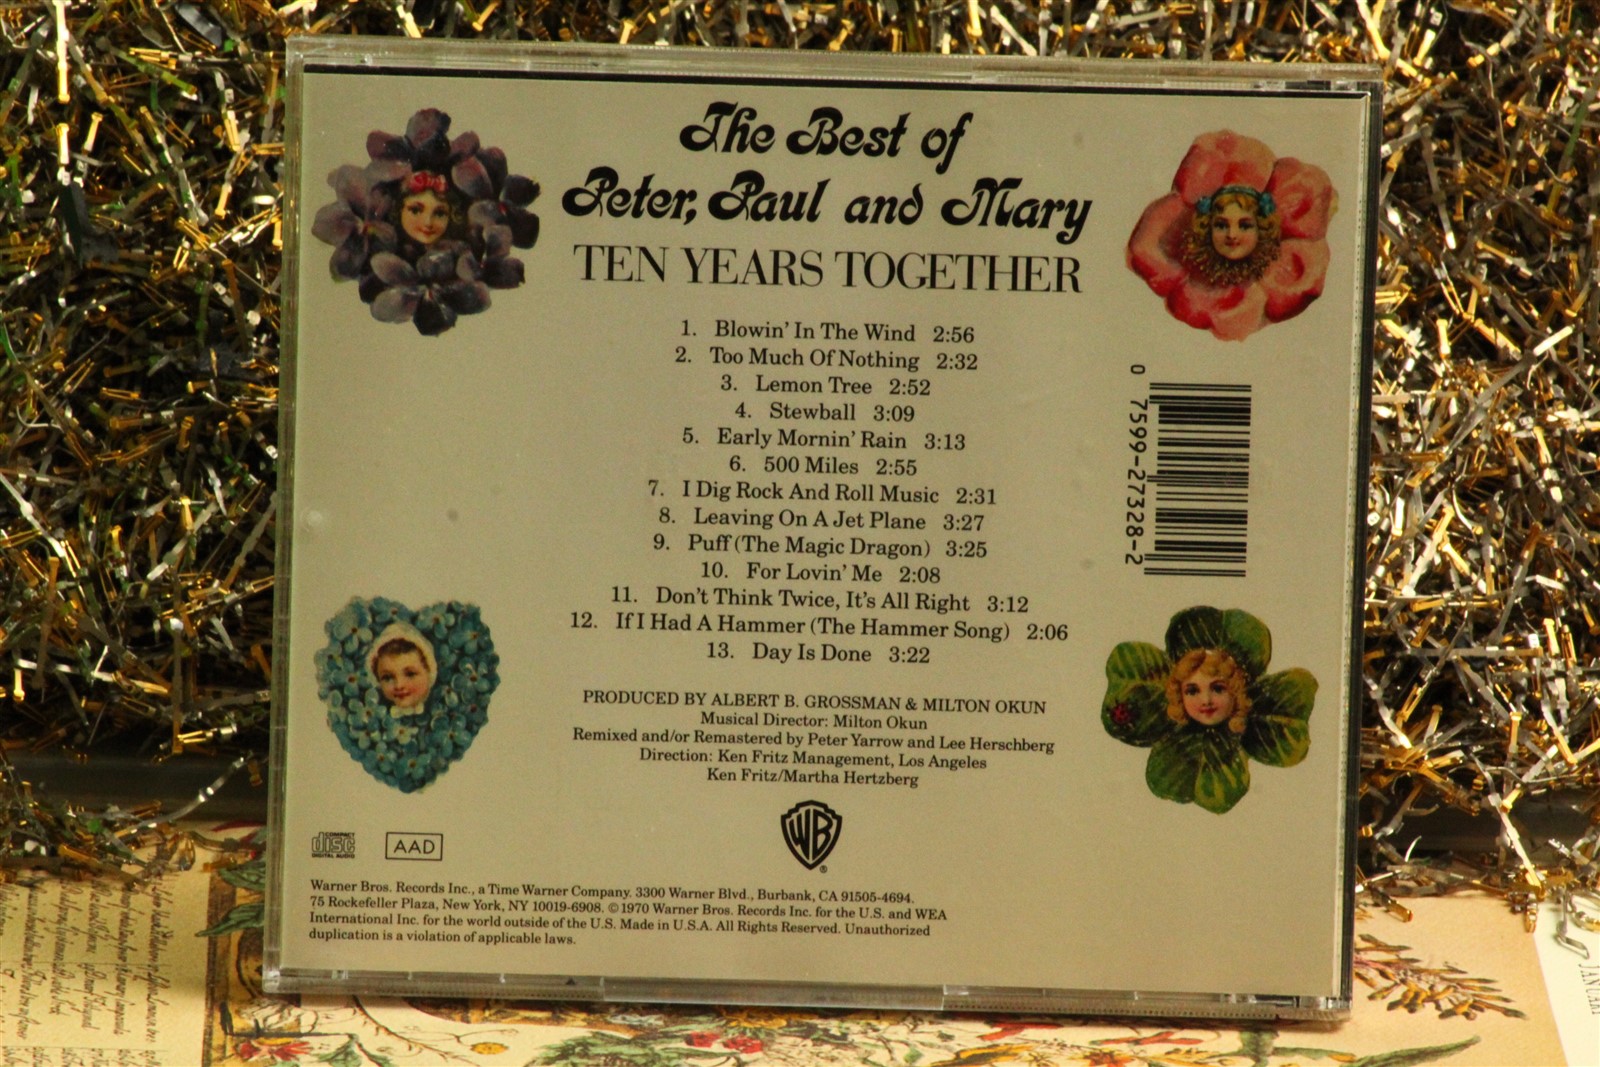 The Best of
Peter, Paul and Mary
TEN YEARS TOGETHER
1. Blowin' In The Wind 2:56
2. Too Much Of Nothing 2:32
3. Lemon Tree 2:52
4. Stewball 3:09
5. Early Mornin' Rain 3:13
6. 500 Miles 2:55
7. I Dig Rock And Roll Music 2:31
8. Leaving On A Jet Plane 3:27
9. Puff (The Magic Dragon) 3:25
10. For Lovin' Me 2:08
11. Don't Think Twice, It's All Right 3:12
12. If I Had A Hammer (The Hammer Song) 2:06
13. Day Is Done 3:22
0 7599-27328-2
PRODUCED BY ALBERT B. GROSSMAN & MILTON OKUN
Musical Director: Milton Okun
Remixed and/or Remastered by Peter Yarrow and Lee Herschberg
Direction: Ken Fritz Management, Los Angeles
Ken Fritz/Martha Hertzberg
WB
®
COMPACT
disc
DIGITAL AUDIO
AAD
Warner Bros. Records Inc., a Time Warner Company. 3300 Warner Blvd., Burbank, CA 91505-4694.
75 Rockefeller Plaza, New York, NY 10019-6908. © 1970 Warner Bros. Records Inc. for the U.S. and WEA
International Inc. for the world outside of the U.S. Made in U.S.A. All Rights Reserved. Unauthorized
duplication is a violation of applicable laws.